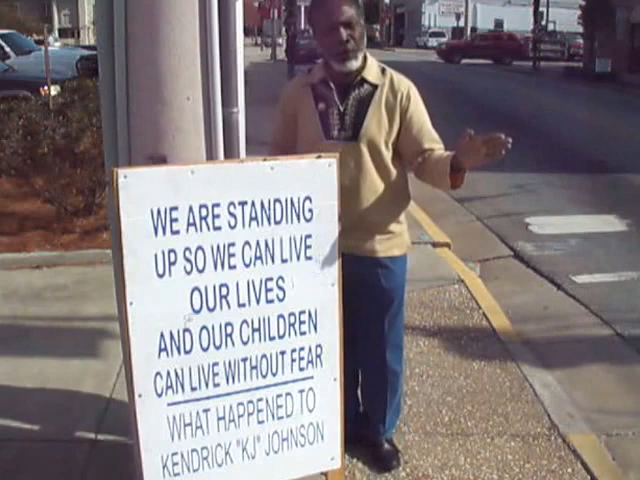 WE ARE STANDING
UP SO WE CAN LIVE
OUR LIVES
AND OUR CHILDREN
CAN LIVE WITHOUT FEAR
WHAT HAPPENED TO
KENDRICK "KJ" JOHNSON